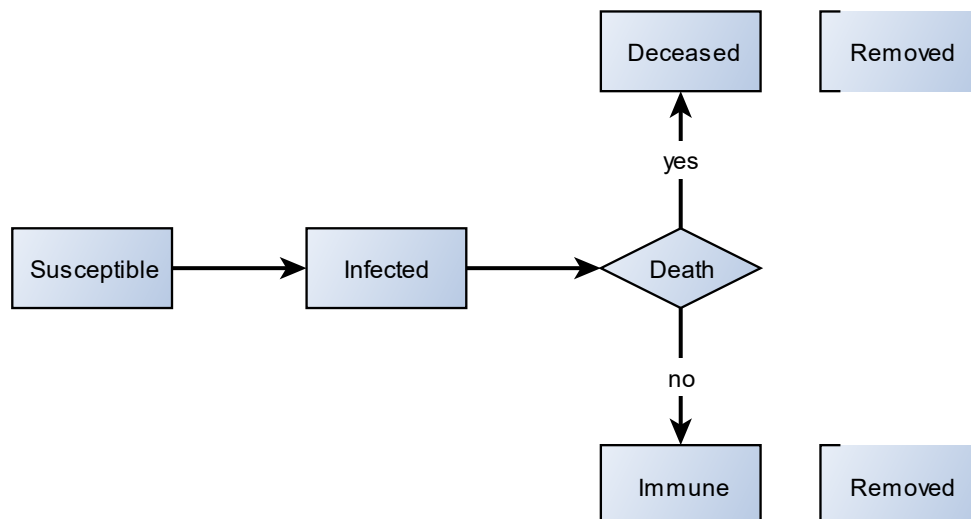 Deceased
Removed
yes
Susceptible
Infected
Death
no
Immune
Removed